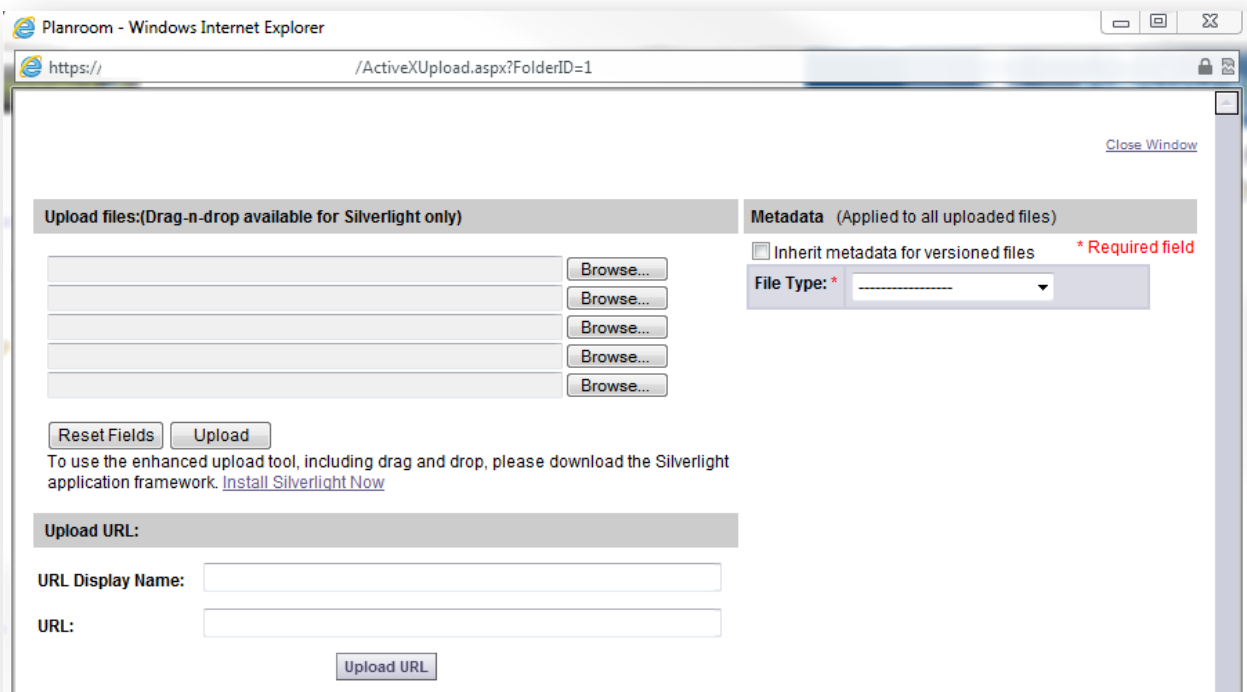 Planroom - Windows Internet Explorer
https:// /ActiveXUpload.aspx?FolderID=1
Close Window
Upload files:(Drag-n-drop available for Silverlight only)
Browse...
Browse...
Browse...
Browse...
Browse...
Reset Fields Upload
To use the enhanced upload tool, including drag and drop, please download the Silverlight
application framework. Install Silverlight Now
Upload URL:
URL Display Name:
URL:
Upload URL
Metadata (Applied to all uploaded files)
Inherit metadata for versioned files * Required field
File Type: * -----------------